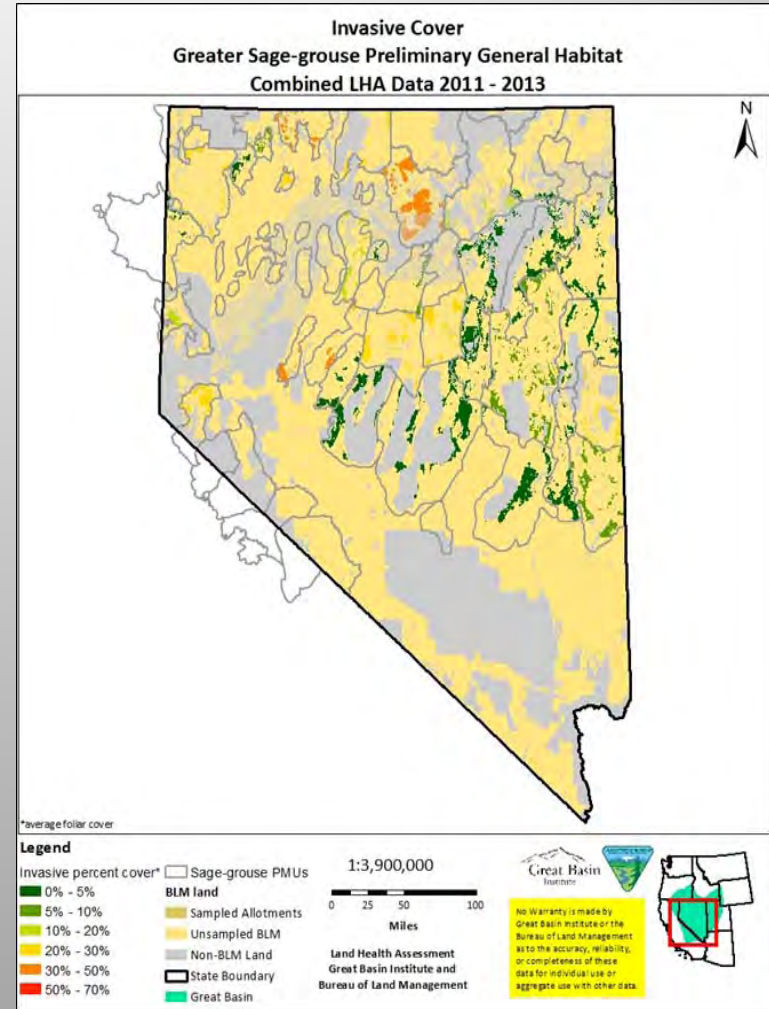 Invasive Cover
Greater Sage-grouse Preliminary General Habitat
Combined LHA Data 2011 - 2013
N
*average foliar cover
Legend
Invasive percent cover*
0% - 5%
5% - 10%
10% - 20%
20% - 30%
30% - 50%
50% - 70%
Sage-grouse PMUs
BLM land
Sampled Allotments
Unsampled BLM
Non-BLM Land
State Boundary
Great Basin
1:3,900,000
0 25 50 100
Miles
Land Health Assessment
Great Basin Institute and
Bureau of Land Management
Great Basin
Institute
No Warranty is made by
Great Basin Institute or the
Bureau of Land Management
as to the accuracy, reliability,
or completeness of these
data for individual use or
aggregate use with other data.